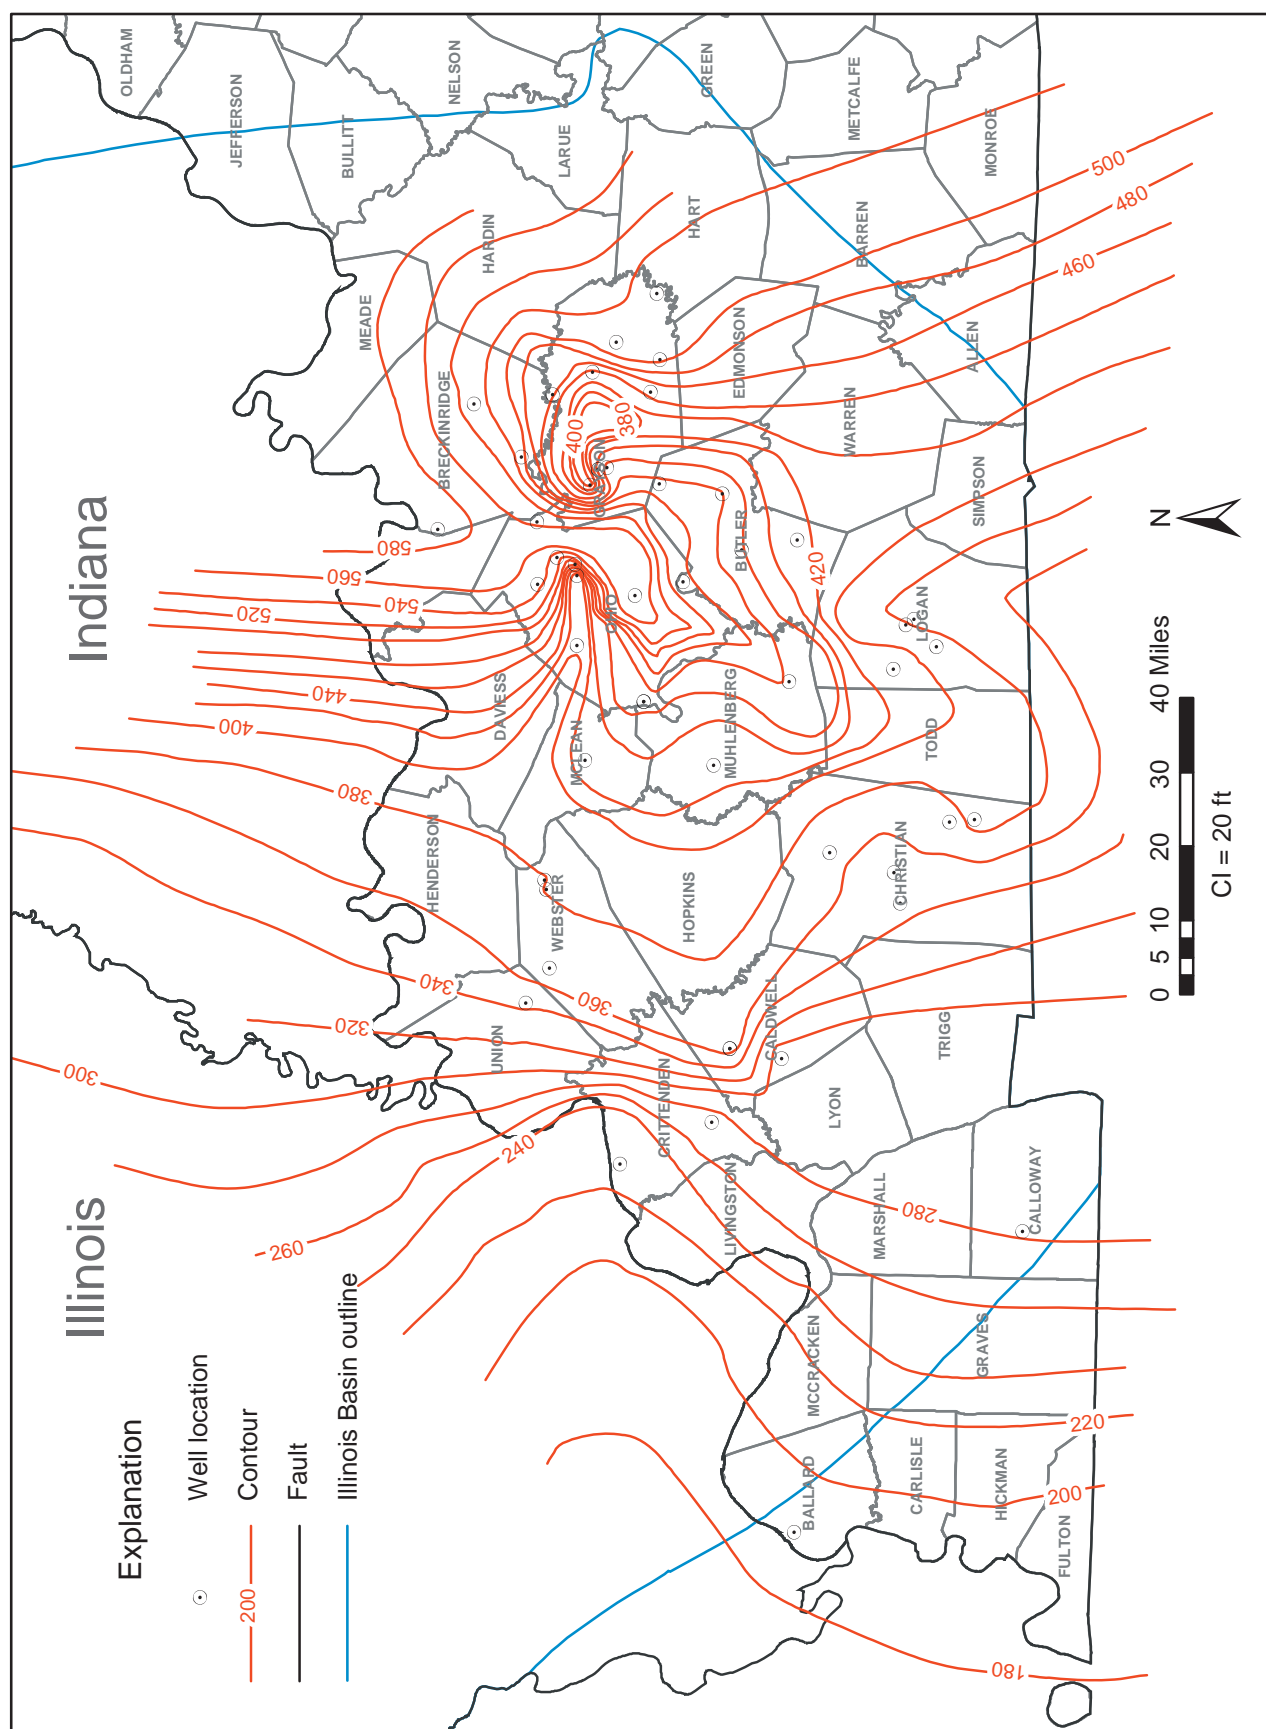 Illinois
Indiana
Explanation
Well location
200
Contour
Fault
Illinois Basin outline
300
260
240
320
340
360
380
400
440
520
540
560
580
400
380
420
460
480
500
280
220
200
180
OLDHAM
JEFFERSON
BULLITT
NELSON
LARUE
GREEN
METCALFE
MONROE
HARDIN
HART
BARREN
MEADE
BRECKINRIDGE
GRAYSON
EDMONSON
WARREN
ALLEN
SIMPSON
BUTLER
LOGAN
OHIO
DAVIESS
MCLEAN
MUHLENBERG
TODD
HENDERSON
WEBSTER
HOPKINS
CHRISTIAN
UNION
CRITTENDEN
CALDWELL
LYON
TRIGG
LIVINGSTON
MARSHALL
CALLOWAY
MCCRACKEN
GRAVES
BALLARD
CARLISLE
HICKMAN
FULTON
N
0 5 10 20 30 40 Miles
CI = 20 ft